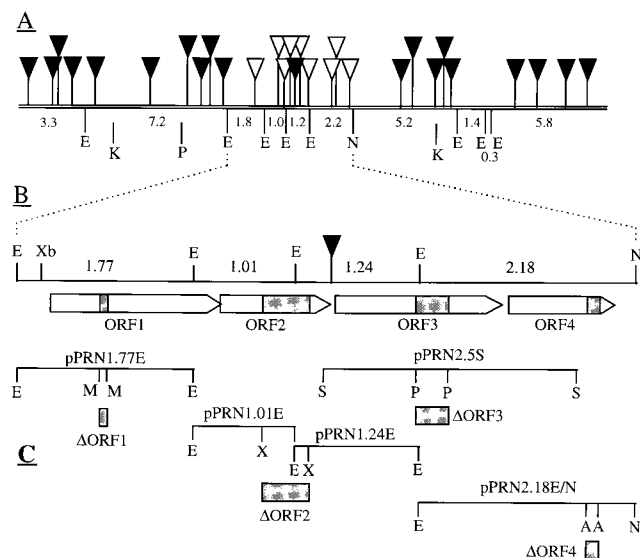 A
3.3 7.2 1.8 1.0 1.2 2.2 5.2 1.4 5.8
E K P E E E E N K E E E
0.3
B
E Xb 1.77 E 1.01 E 1.24 E 2.18 N
ORF1 ORF2 ORF3 ORF4
pPRN1.77E pPRN2.5S
E M M E S P P S
ΔORF1 pPRN1.01E ΔORF3
C
E X pPRN1.24E
E X E
ΔORF2 pPRN2.18E/N
E A A N
ΔORF4